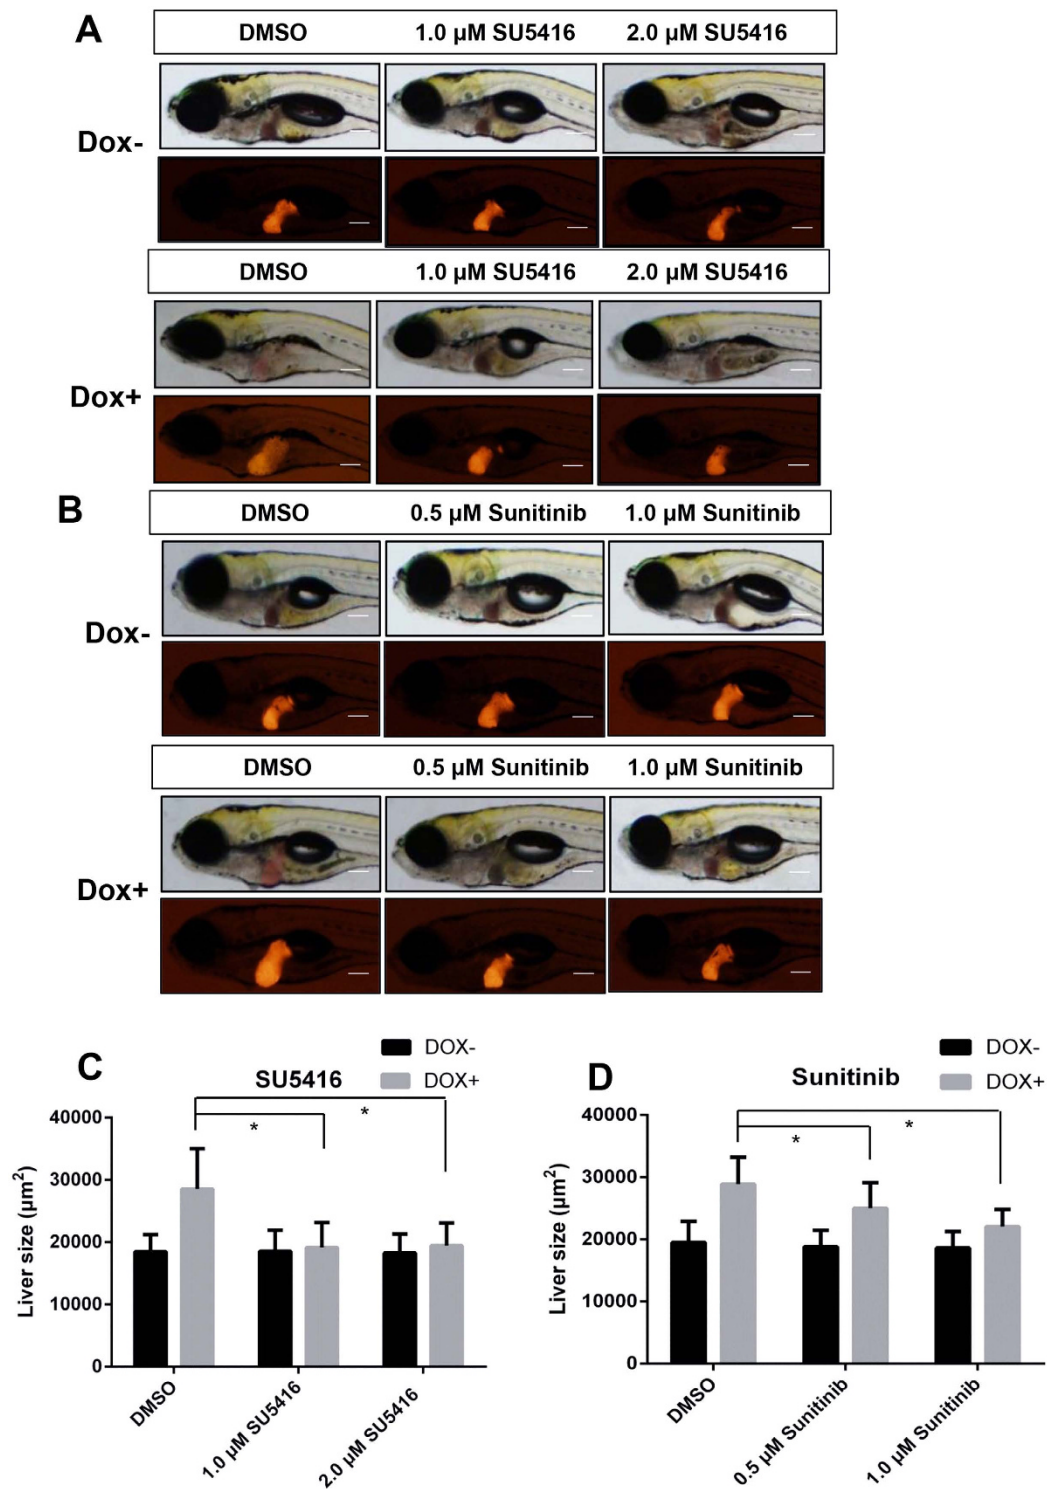 A
DMSO 1.0 µM SU5416 2.0 µM SU5416
Dox-
DMSO 1.0 µM SU5416 2.0 µM SU5416
Dox+
B
DMSO 0.5 µM Sunitinib 1.0 µM Sunitinib
Dox-
DMSO 0.5 µM Sunitinib 1.0 µM Sunitinib
Dox+
C
SU5416
DOX-
DOX+
40000
30000
20000
10000
0
Liver size (µm²)
*
*
DMSO
1.0 µM SU5416
2.0 µM SU5416
D
Sunitinib
DOX-
DOX+
40000
30000
20000
10000
0
Liver size (µm²)
*
*
DMSO
0.5 µM Sunitinib
1.0 µM Sunitinib